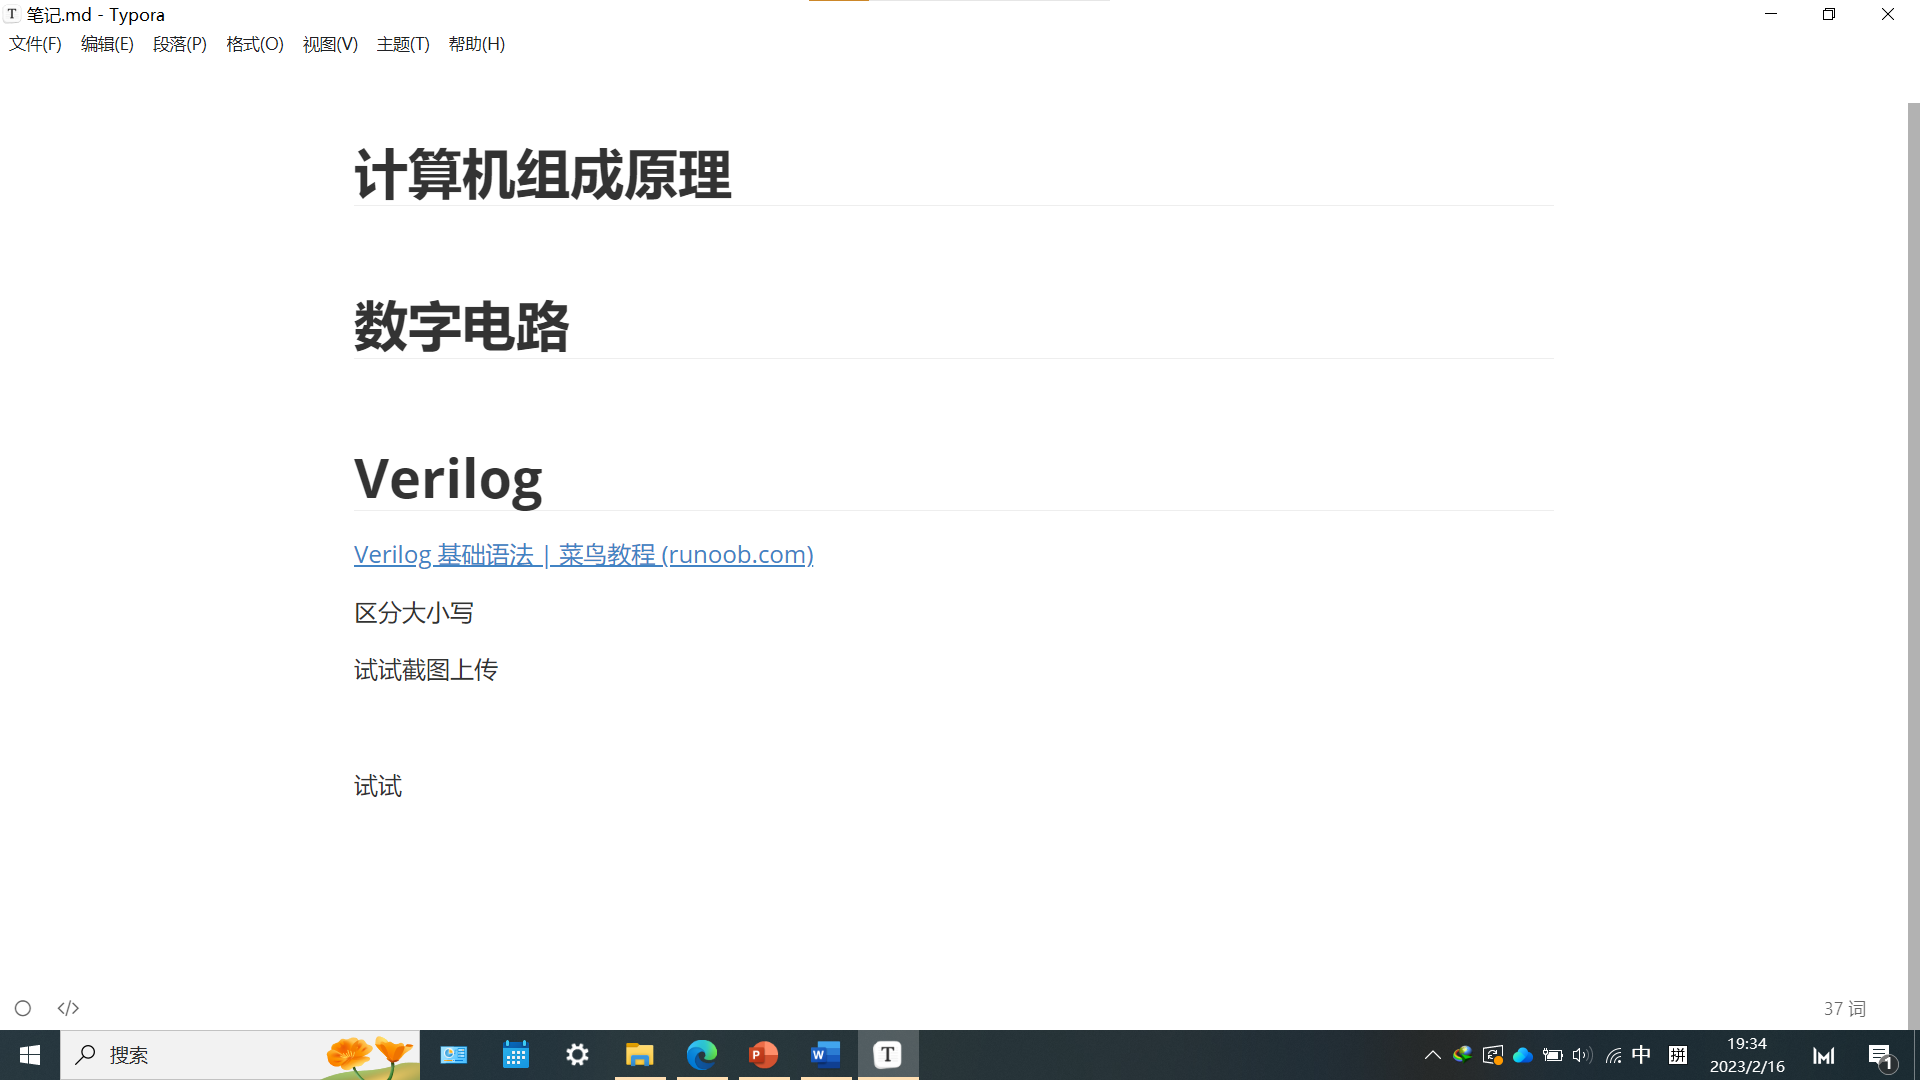 笔记.md - Typora
文件(F) 编辑(E) 段落(P) 格式(O) 视图(V) 主题(T) 帮助(H)
计算机组成原理
数字电路
Verilog
Verilog 基础语法 | 菜鸟教程 (runoob.com)
区分大小写
试试截图上传
试试
37 词
搜索
中 拼
19:34
2023/2/16
1